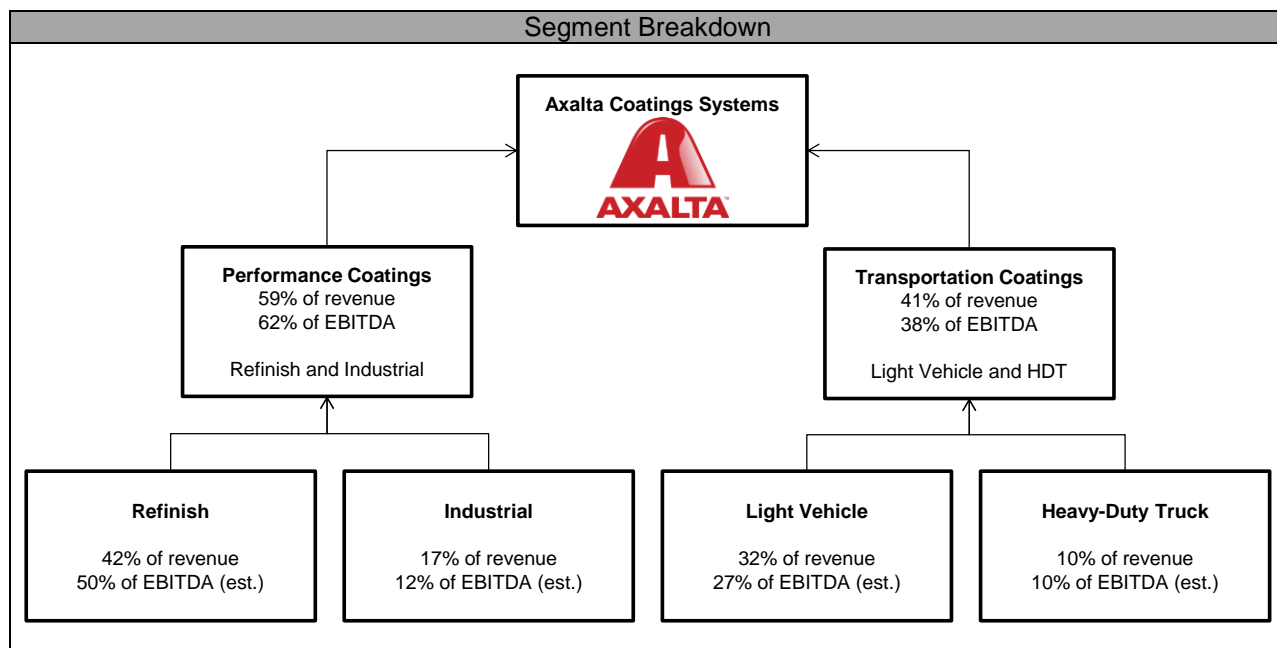 Segment Breakdown
Axalta Coatings Systems
AXALTA™
Performance Coatings
59% of revenue
62% of EBITDA
Refinish and Industrial
Transportation Coatings
41% of revenue
38% of EBITDA
Light Vehicle and HDT
Refinish
42% of revenue
50% of EBITDA (est.)
Industrial
17% of revenue
12% of EBITDA (est.)
Light Vehicle
32% of revenue
27% of EBITDA (est.)
Heavy-Duty Truck
10% of revenue
10% of EBITDA (est.)